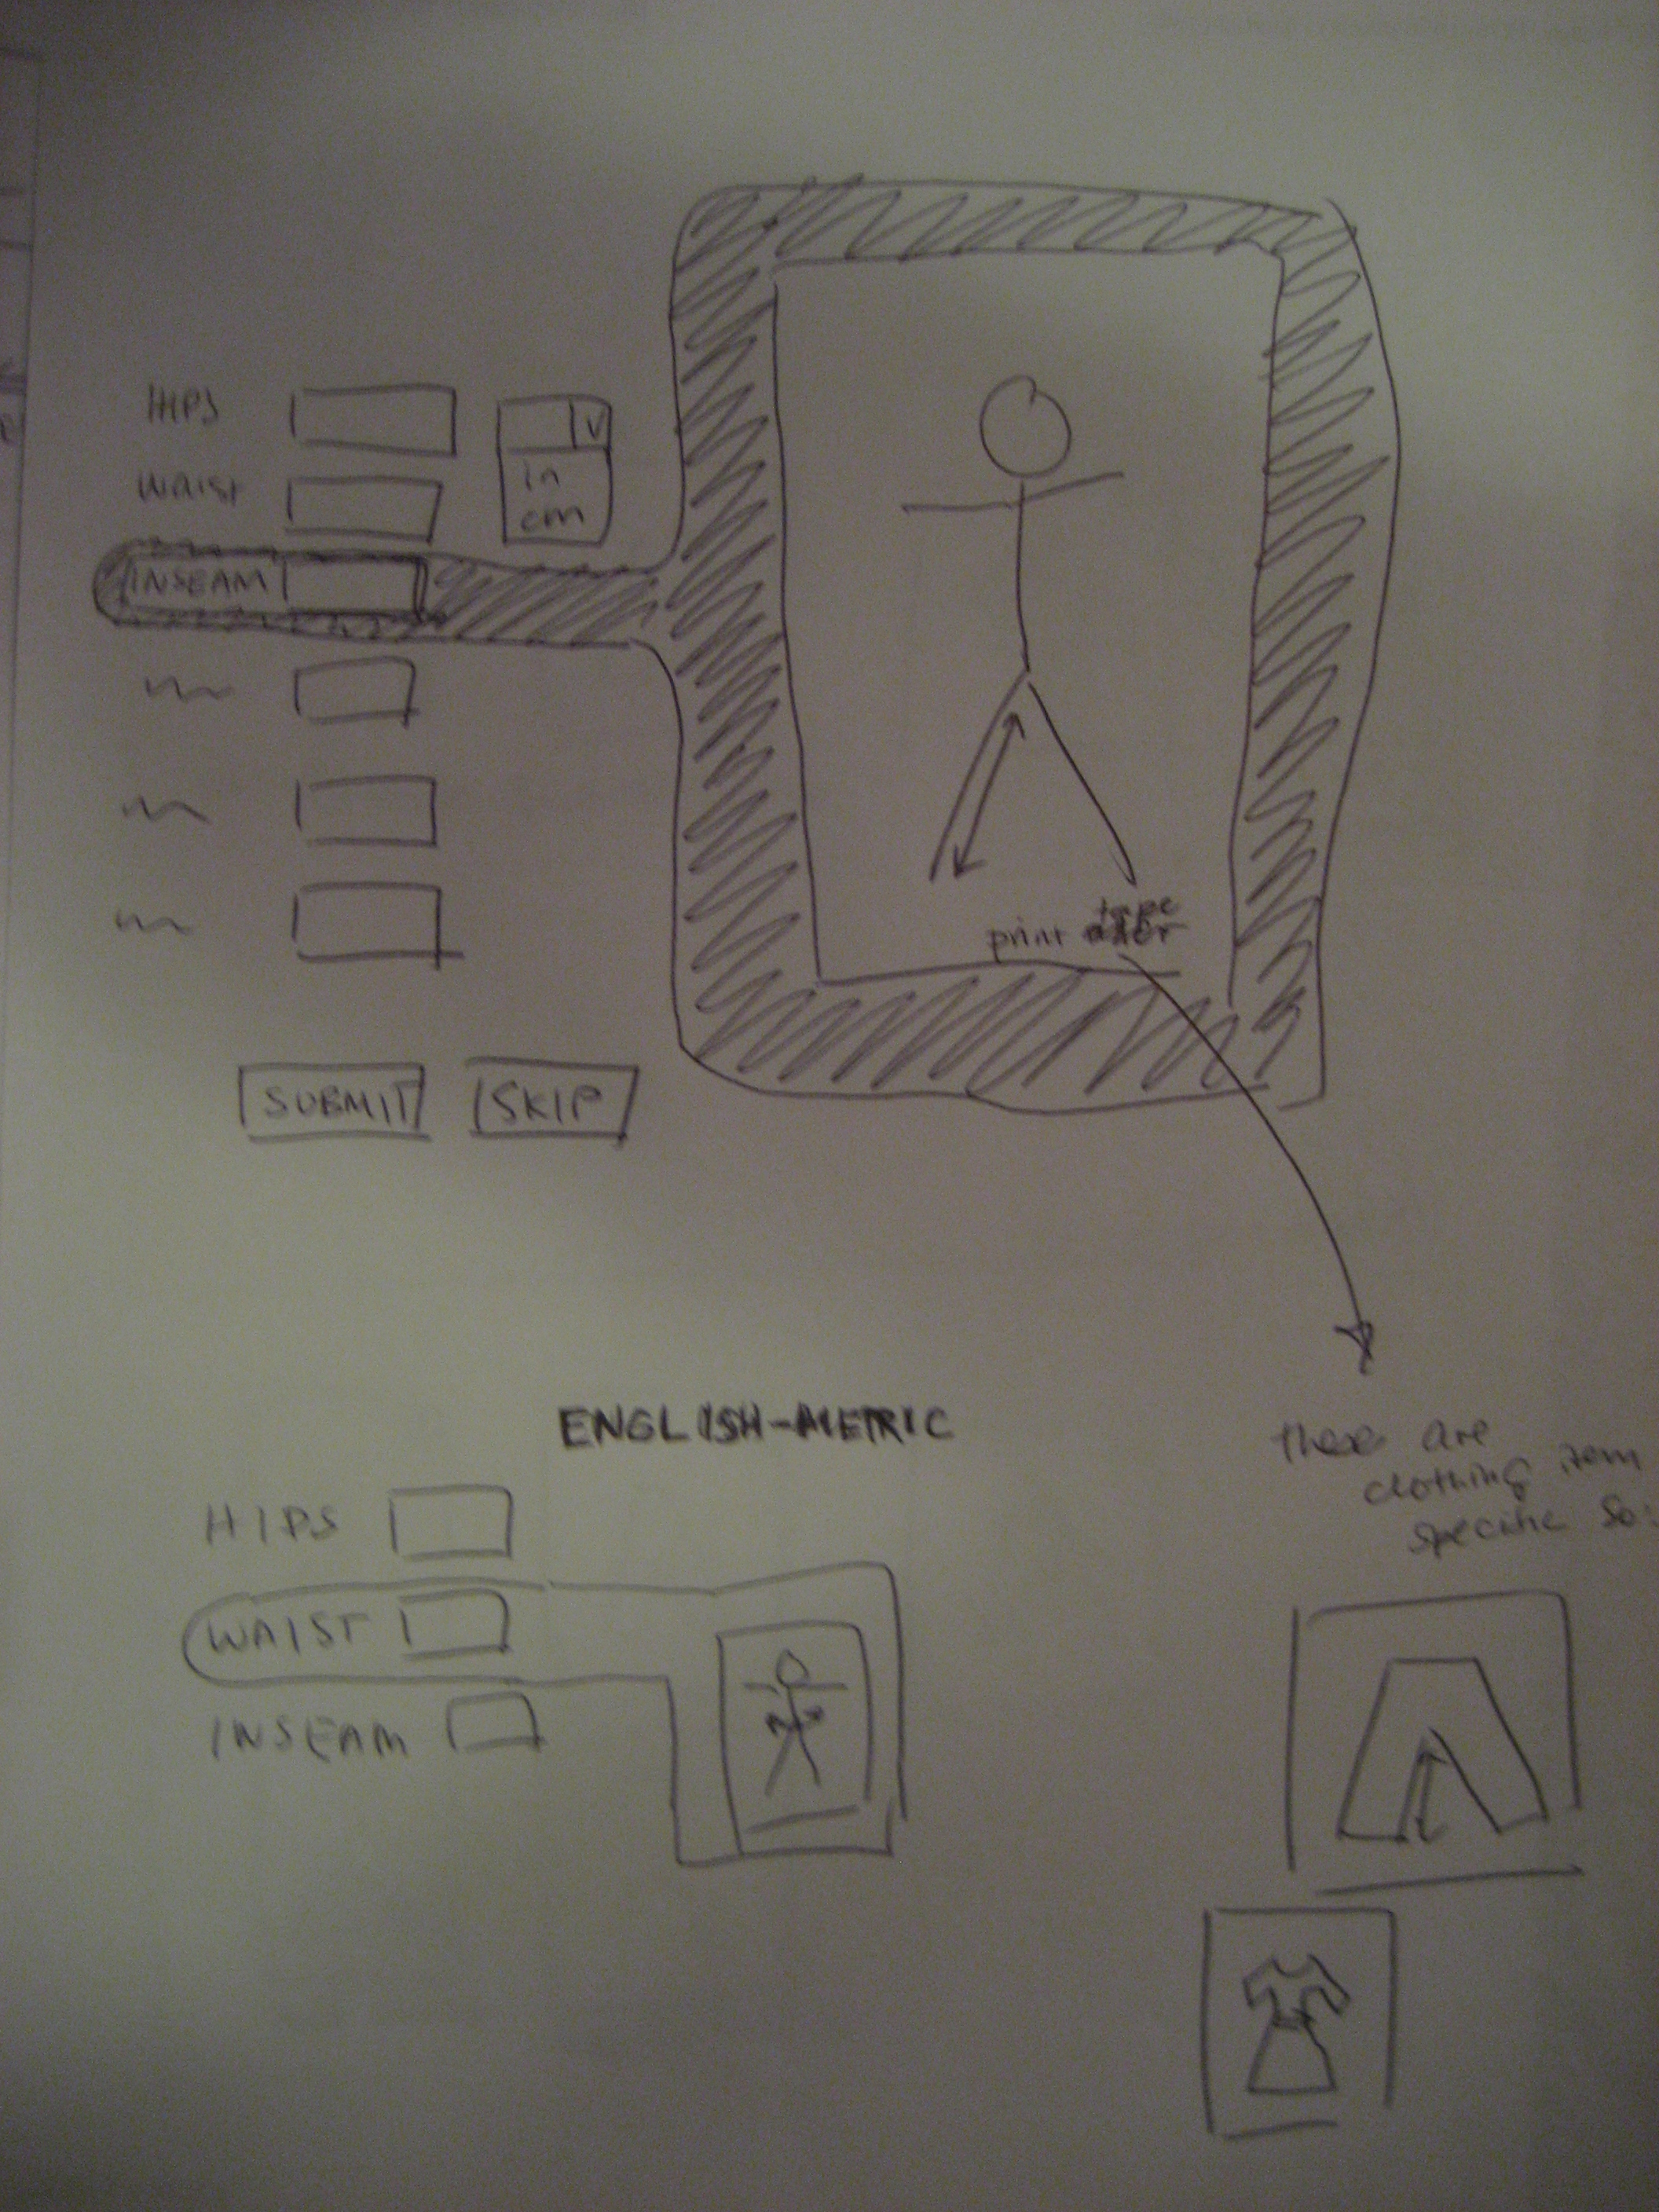 HIPS
WAIST
in
cm
INSEAM
tape
print
SUBMIT
SKIP
ENGLISH-METRIC
these are
clothing item
specific so:
HIPS
WAIST
INSEAM